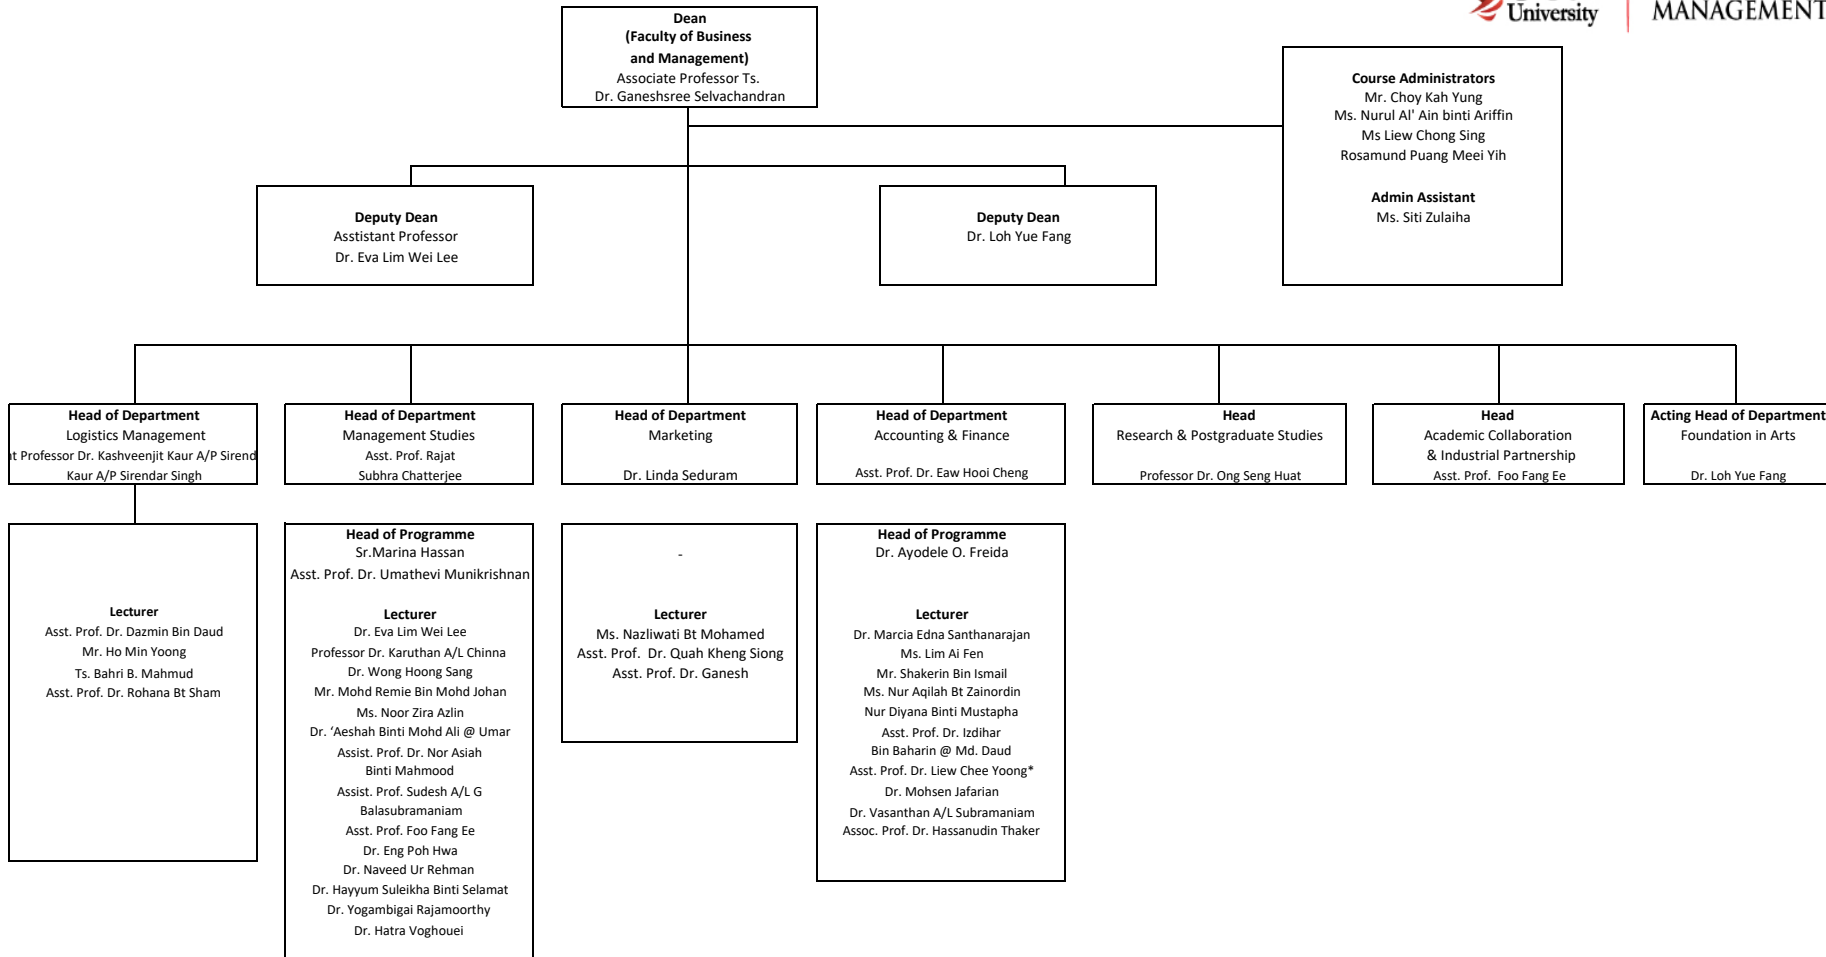 University
MANAGEMENT
Dean
(Faculty of Business
and Management)
Associate Professor Ts.
Dr. Ganeshsree Selvachandran
Course Administrators
Mr. Choy Kah Yung
Ms. Nurul Al' Ain binti Ariffin
Ms Liew Chong Sing
Rosamund Puang Meei Yih
Admin Assistant
Ms. Siti Zulaiha
Deputy Dean
Asstistant Professor
Dr. Eva Lim Wei Lee
Deputy Dean
Dr. Loh Yue Fang
Head of Department
Logistics Management
Professor Dr. Kashveenjit Kaur A/P Sirend
Kaur A/P Sirendar Singh
Head of Department
Management Studies
Asst. Prof. Rajat
Subhra Chatterjee
Head of Department
Marketing
Dr. Linda Seduram
Head of Department
Accounting & Finance
Asst. Prof. Dr. Eaw Hooi Cheng
Head
Research & Postgraduate Studies
Professor Dr. Ong Seng Huat
Head
Academic Collaboration
& Industrial Partnership
Asst. Prof. Foo Fang Ee
Acting Head of Department
Foundation in Arts
Dr. Loh Yue Fang
Lecturer
Asst. Prof. Dr. Dazmin Bin Daud
Mr. Ho Min Yoong
Ts. Bahri B. Mahmud
Asst. Prof. Dr. Rohana Bt Sham
Head of Programme
Sr.Marina Hassan
Asst. Prof. Dr. Umathevi Munikrishnan
Lecturer
Dr. Eva Lim Wei Lee
Professor Dr. Karuthan A/L Chinna
Dr. Wong Hoong Sang
Mr. Mohd Remie Bin Mohd Johan
Ms. Noor Zira Azlin
Dr. ‘Aeshah Binti Mohd Ali @ Umar
Assist. Prof. Dr. Nor Asiah
Binti Mahmood
Assist. Prof. Sudesh A/L G
Balasubramaniam
Asst. Prof. Foo Fang Ee
Dr. Eng Poh Hwa
Dr. Naveed Ur Rehman
Dr. Hayyum Suleikha Binti Selamat
Dr. Yogambigai Rajamoorthy
Dr. Hatra Voghouei
-
Lecturer
Ms. Nazliwati Bt Mohamed
Asst. Prof. Dr. Quah Kheng Siong
Asst. Prof. Dr. Ganesh
Head of Programme
Dr. Ayodele O. Freida
Lecturer
Dr. Marcia Edna Santhanarajan
Ms. Lim Ai Fen
Mr. Shakerin Bin Ismail
Ms. Nur Aqilah Bt Zainordin
Nur Diyana Binti Mustapha
Asst. Prof. Dr. Izdihar
Bin Baharin @ Md. Daud
Asst. Prof. Dr. Liew Chee Yoong*
Dr. Mohsen Jafarian
Dr. Vasanthan A/L Subramaniam
Assoc. Prof. Dr. Hassanudin Thaker